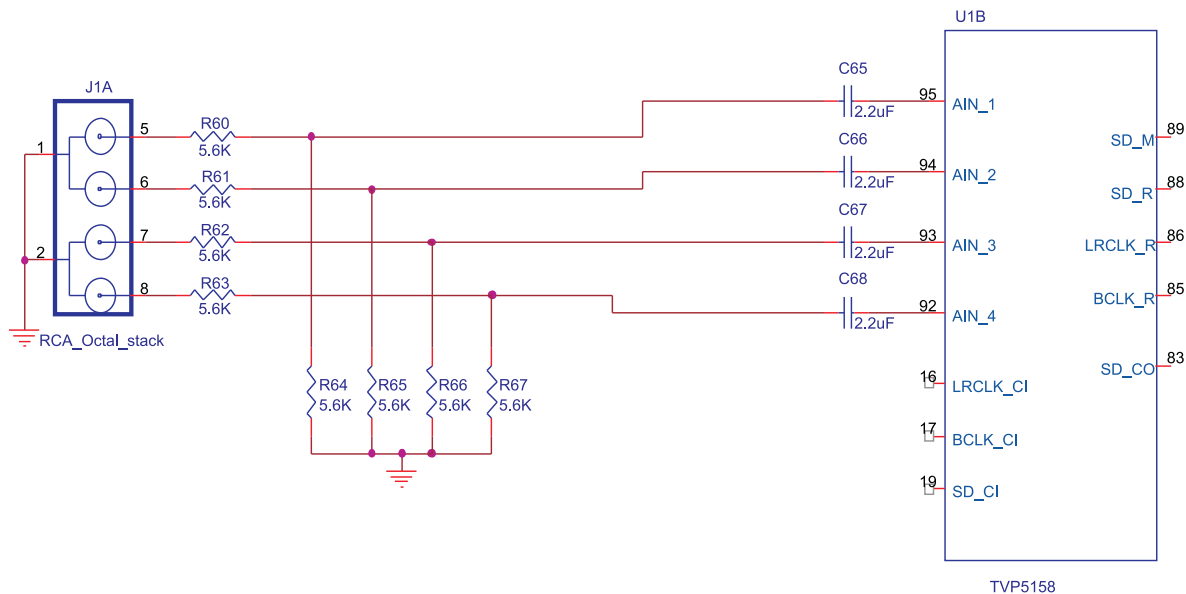 U1B
J1A
C65
2.2uF
95
AIN_1
5
R60
5.6K
1
C66
2.2uF
94
AIN_2
SD_M
89
6
R61
5.6K
SD_R
88
C67
2.2uF
93
AIN_3
7
R62
5.6K
2
LRCLK_R
86
C68
2.2uF
92
AIN_4
8
R63
5.6K
BCLK_R
85
RCA_Octal_stack
SD_CO
83
R64
5.6K
R65
5.6K
R66
5.6K
R67
5.6K
16
LRCLK_CI
17
BCLK_CI
19
SD_CI
TVP5158